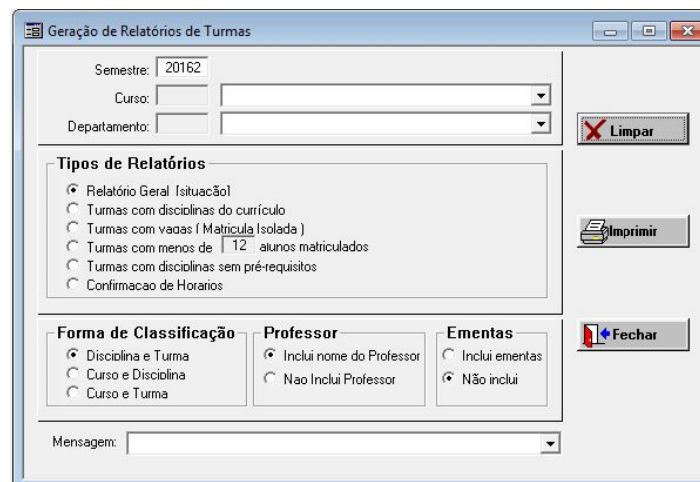 Geração de Relatórios de Turmas
Semestre: 20162
Curso:
Departamento:
Limpar
Tipos de Relatórios
Relatório Geral (situação)
Turmas com disciplinas do currículo
Turmas com vagas ( Matricula Isolada )
Turmas com menos de 12 alunos matriculados
Imprimir
Turmas com disciplinas sem pré-requisitos
Confirmacao de Horarios
Forma de Classificação Professor Ementas
Fechar
Disciplina e Turma Inclui nome do Professor Inclui ementas
Curso e Disciplina Nao Inclui Professor Não inclui
Curso e Turma
Mensagem: